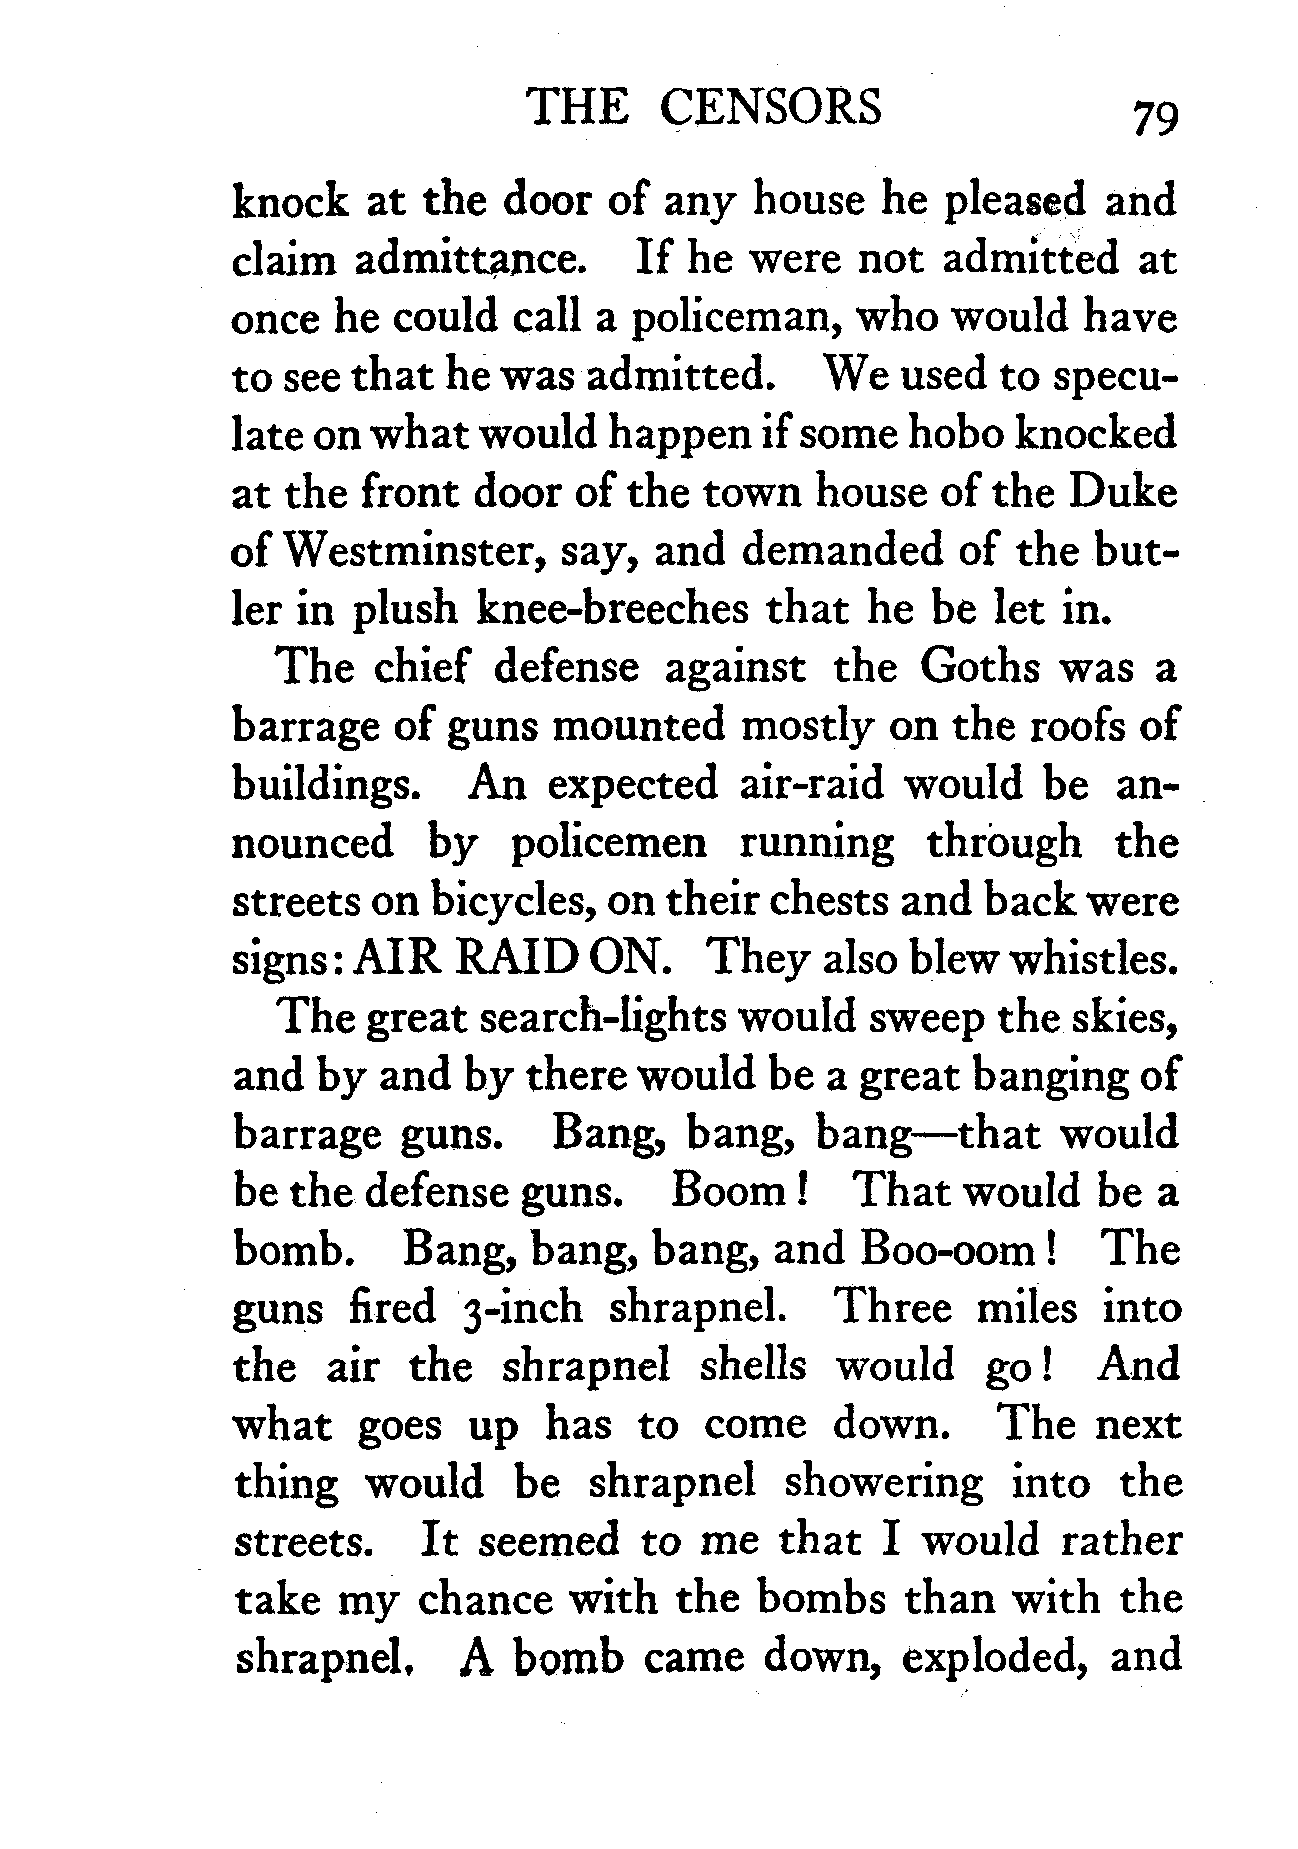 THE CENSORS 79
knock at the door of any house he pleased and
claim admittance. If he were not admitted at
once he could call a policeman, who would have
to see that he was admitted. We used to specu-
late on what would happen if some hobo knocked
at the front door of the town house of the Duke
of Westminster, say, and demanded of the but-
ler in plush knee-breeches that he be let in.
The chief defense against the Goths was a
barrage of guns mounted mostly on the roofs of
buildings. An expected air-raid would be an-
nounced by policemen running through the
streets on bicycles, on their chests and back were
signs: AIR RAID ON. They also blew whistles.
The great search-lights would sweep the skies,
and by and by there would be a great banging of
barrage guns. Bang, bang, bang—that would
be the defense guns. Boom! That would be a
bomb. Bang, bang, bang, and Boo-oom! The
guns fired 3-inch shrapnel. Three miles into
the air the shrapnel shells would go! And
what goes up has to come down. The next
thing would be shrapnel showering into the
streets. It seemed to me that I would rather
take my chance with the bombs than with the
shrapnel. A bomb came down, exploded, and